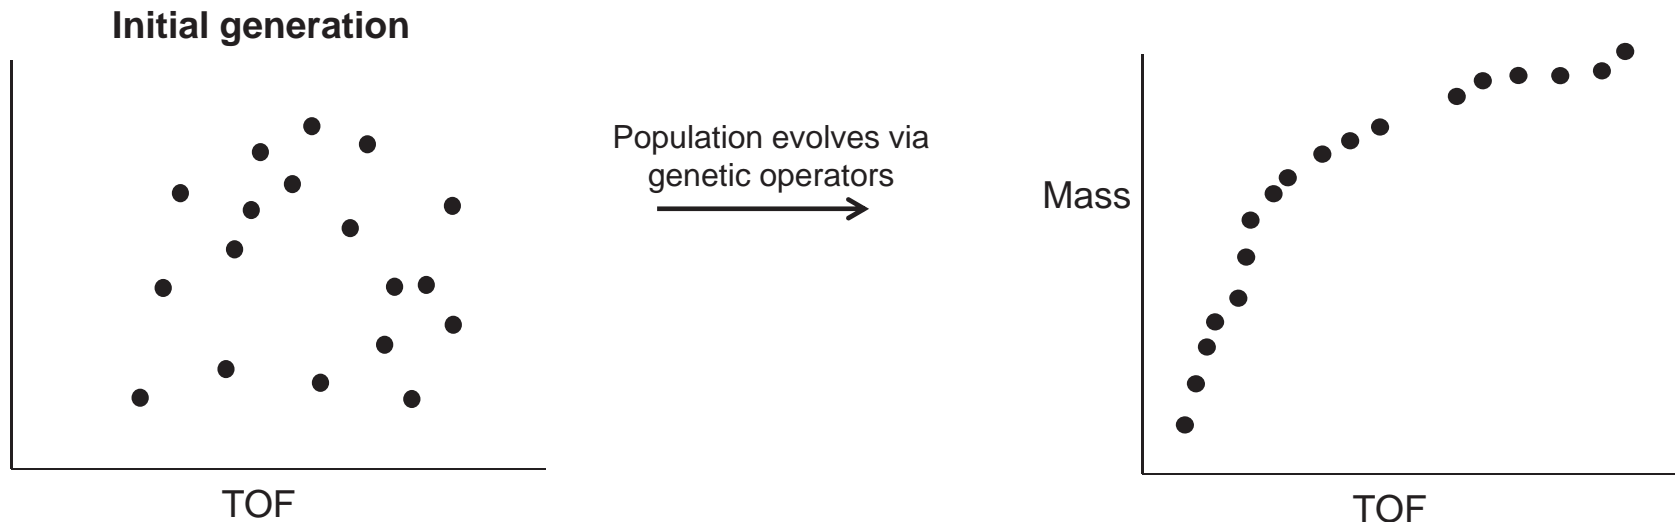 Initial generation
TOF
Population evolves via
genetic operators
Mass
TOF